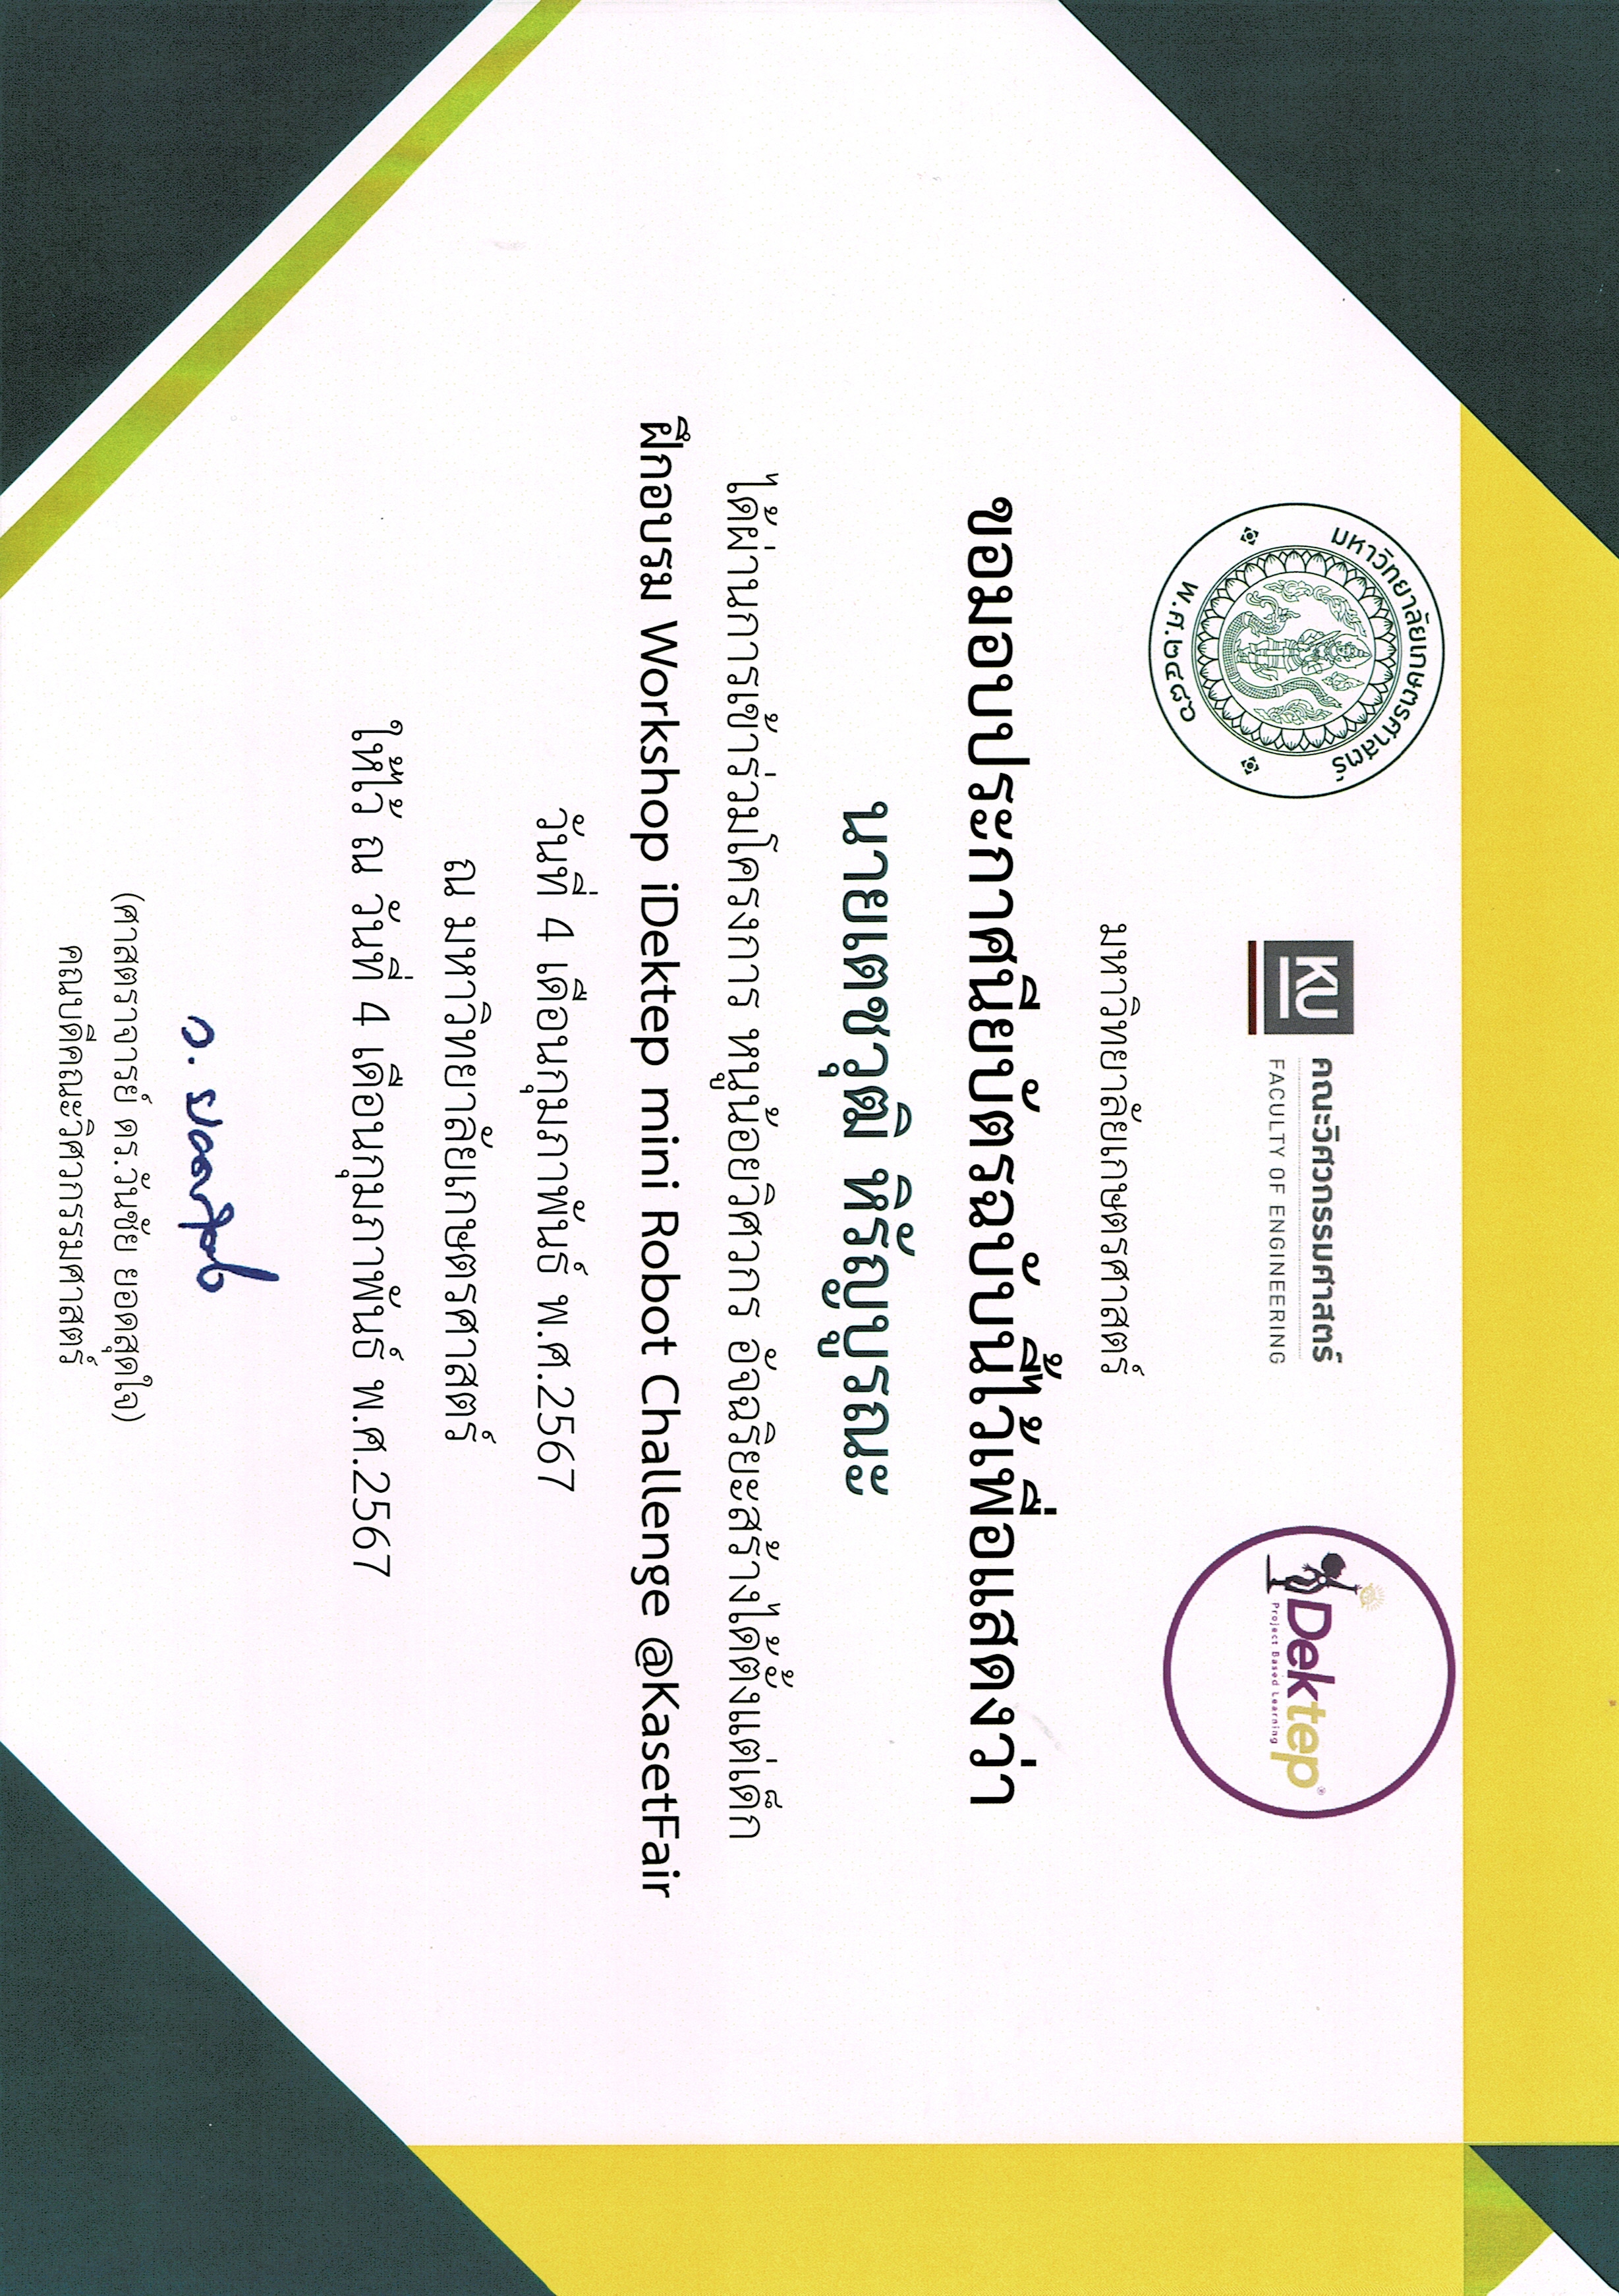 มหาวิทยาลัยเกษตรศาสตร์
พ.ศ.๒๔๘๖
KU
คณะวิศวกรรมศาสตร์
FACULTY OF ENGINEERING
Dektep®
Project Based Learning
มหาวิทยาลัยเกษตรศาสตร์
ขอมอบประกาศนียบัตรฉบับนี้ไว้เพื่อแสดงว่า
นายเตชวุฒิ หิรัญบูรณะ
ได้ผ่านการเข้าร่วมโครงการ หนูน้อยวิศวกร อัจฉริยะสร้างได้ตั้งแต่เด็ก
ฝึกอบรม Workshop iDektep mini Robot Challenge @KasetFair
วันที่ 4 เดือนกุมภาพันธ์ พ.ศ.2567
ณ มหาวิทยาลัยเกษตรศาสตร์
ให้ไว้ ณ วันที่ 4 เดือนกุมภาพันธ์ พ.ศ.2567
(ศาสตราจารย์ ดร.วันชัย ยอดสุดใจ)
คณบดีคณะวิศวกรรมศาสตร์